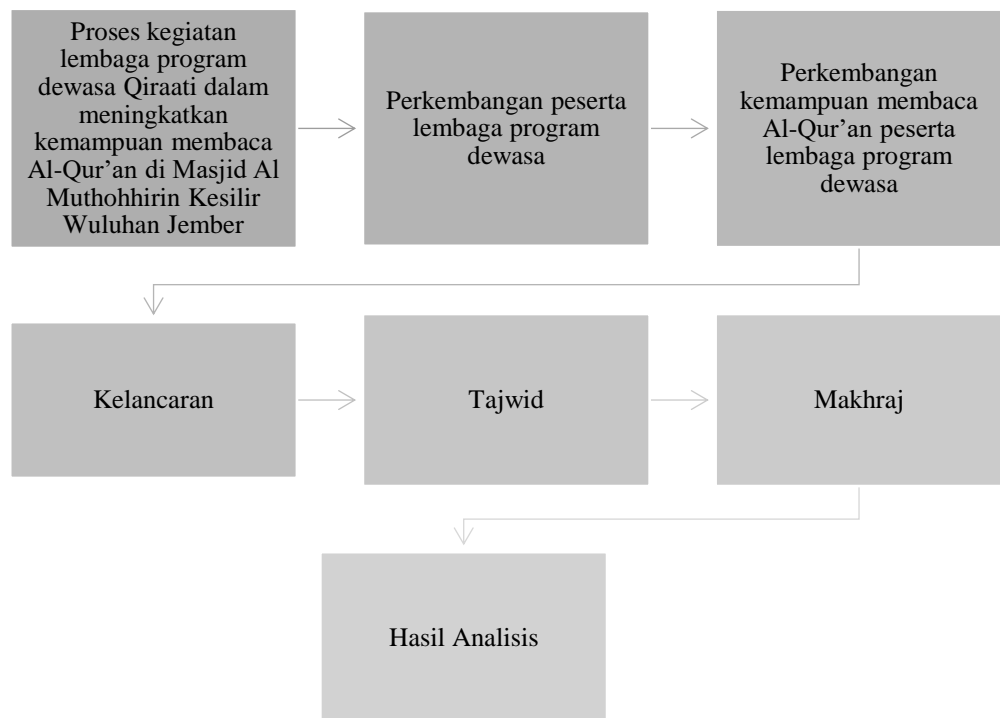 Proses kegiatan
lembaga program
dewasa Qiraati dalam
meningkatkan
kemampuan membaca
Al-Qur’an di Masjid Al
Muthohhirin Kesilir
Wuluhan Jember
Perkembangan peserta
lembaga program
dewasa
Perkembangan
kemampuan membaca
Al-Qur’an peserta
lembaga program
dewasa
Kelancaran
Tajwid
Makhraj
Hasil Analisis